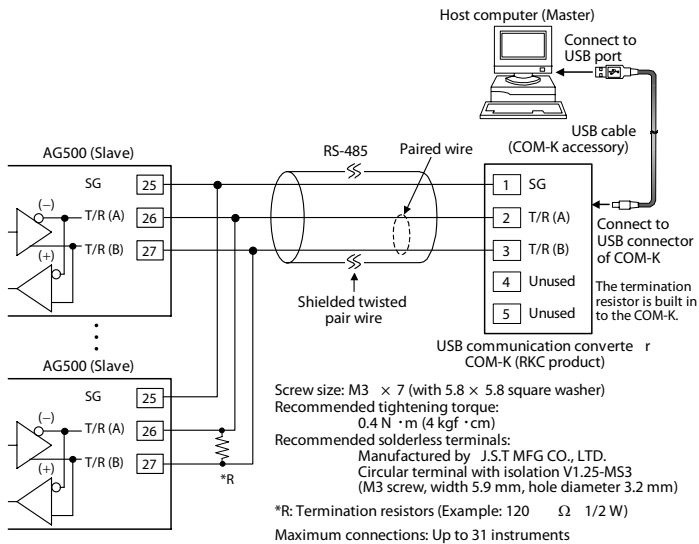 Host computer (Master)
Connect to
USB port
USB cable
(COM-K accessory)
AG500 (Slave)
RS-485
Paired wire
SG 25
1 SG
(−)
T/R (A) 26
2 T/R (A)
T/R (B) 27
3 T/R (B)
(+)
4 Unused
5 Unused
Connect to
USB connector
of COM-K
The termination
resistor is built in
to the COM-K.
Shielded twisted
pair wire
USB communication converte r
COM-K (RKC product)
AG500 (Slave)
SG 25
(−)
T/R (A) 26
T/R (B) 27
(+)
*R
Screw size: M3 × 7 (with 5.8 × 5.8 square washer)
Recommended tightening torque:
0.4 N ・m (4 kgf ・cm)
Recommended solderless terminals:
Manufactured by J.S.T MFG CO., LTD.
Circular terminal with isolation V1.25-MS3
(M3 screw, width 5.9 mm, hole diameter 3.2 mm)
*R: Termination resistors (Example: 120 Ω 1/2 W)
Maximum connections: Up to 31 instruments